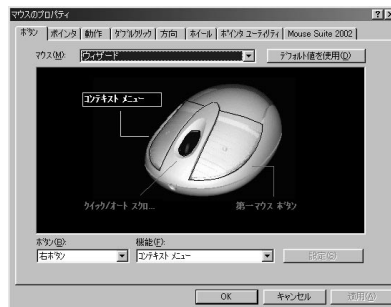 マウスのプロパティ
ボタン ポインタ 動作 ダブルクリック 方向 ホイール ポインタ ユーティリティ Mouse Suite 2002
マウス(M): ウィザード デフォルト値を使用(D)
コンテキスト メニュー
クイック/オート スクロ... 第一マウス ボタン
ボタン(B): 機能(F):
右ボタン コンテキスト メニュー 設定(S)
OK キャンセル 適用(A)